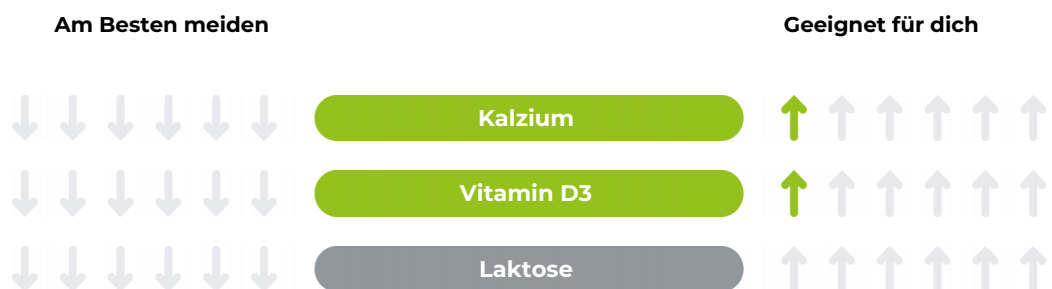 Am Besten meiden
Geeignet für dich
Kalzium
Vitamin D3
Laktose